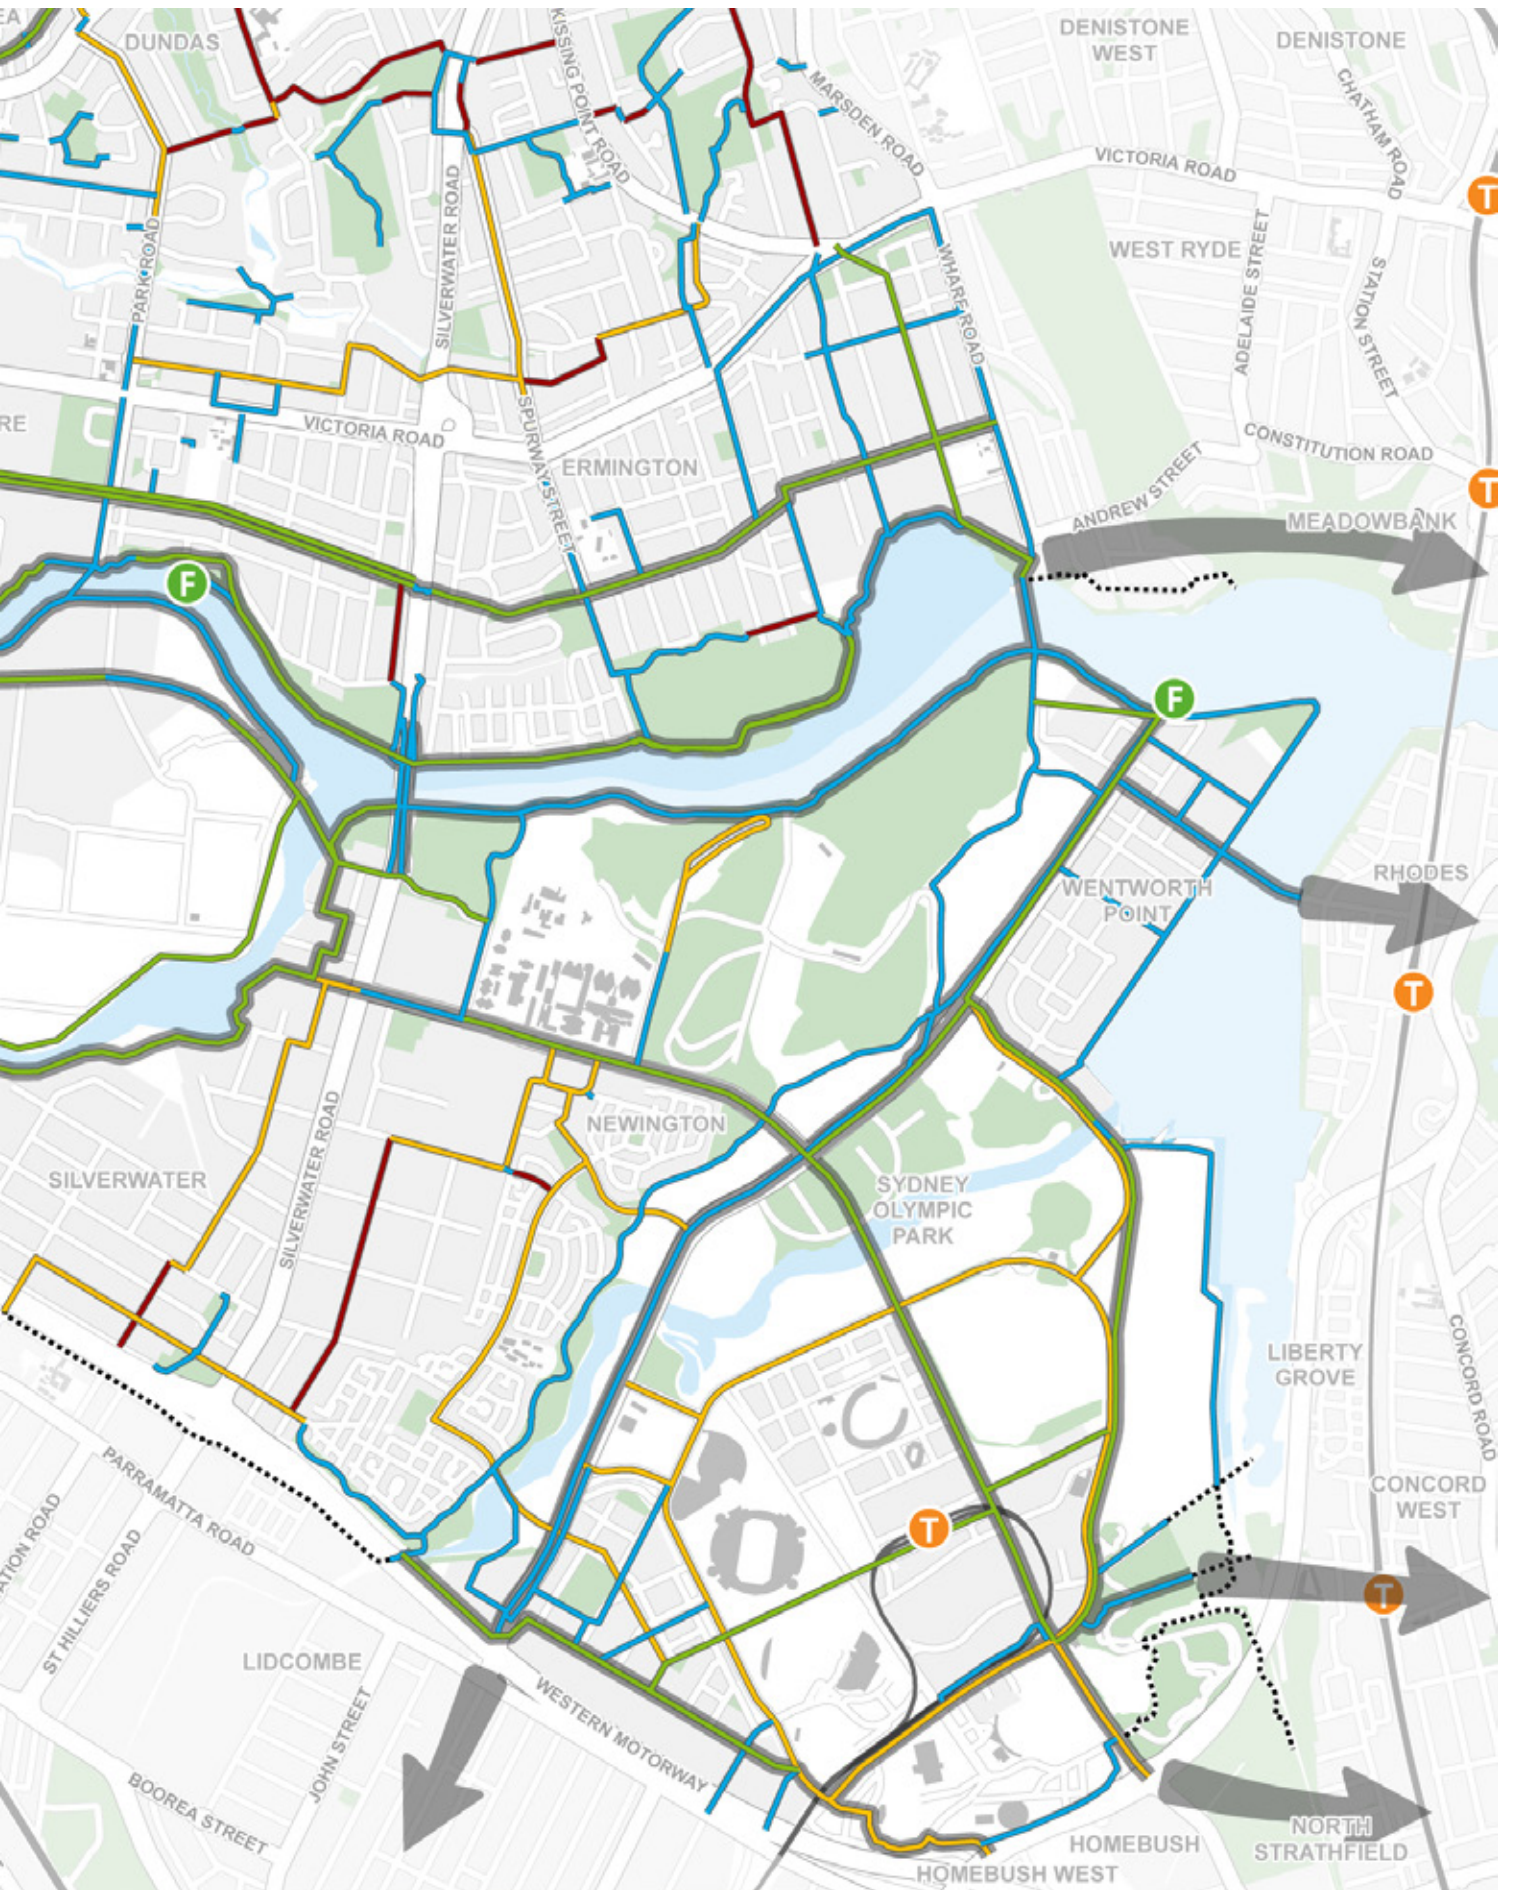 EA
DUNDAS
KISSING POINT ROAD
MARSDEN ROAD
DENISTONE
WEST
DENISTONE
CHATHAM ROAD
VICTORIA ROAD
T
SILVERWATER ROAD
PARK ROAD
WHARF ROAD
WEST RYDE
ADELAIDE STREET
STATION STREET
RE
VICTORIA ROAD
SPURWAY STREET
ERMINGTON
CONSTITUTION ROAD
ANDREW STREET
T
MEADOWBANK
F
F
RHODES
WENTWORTH
POINT
T
NEWINGTON
SILVERWATER
SILVERWATER ROAD
SYDNEY
OLYMPIC
PARK
LIBERTY
GROVE
CONCORD ROAD
PARRAMATTA ROAD
CONCORD
WEST
ATION ROAD
ST HILLIERS ROAD
T
T
LIDCOMBE
JOHN STREET
WESTERN MOTORWAY
BOOREA STREET
HOMEBUSH
NORTH
STRATHFIELD
HOMEBUSH WEST